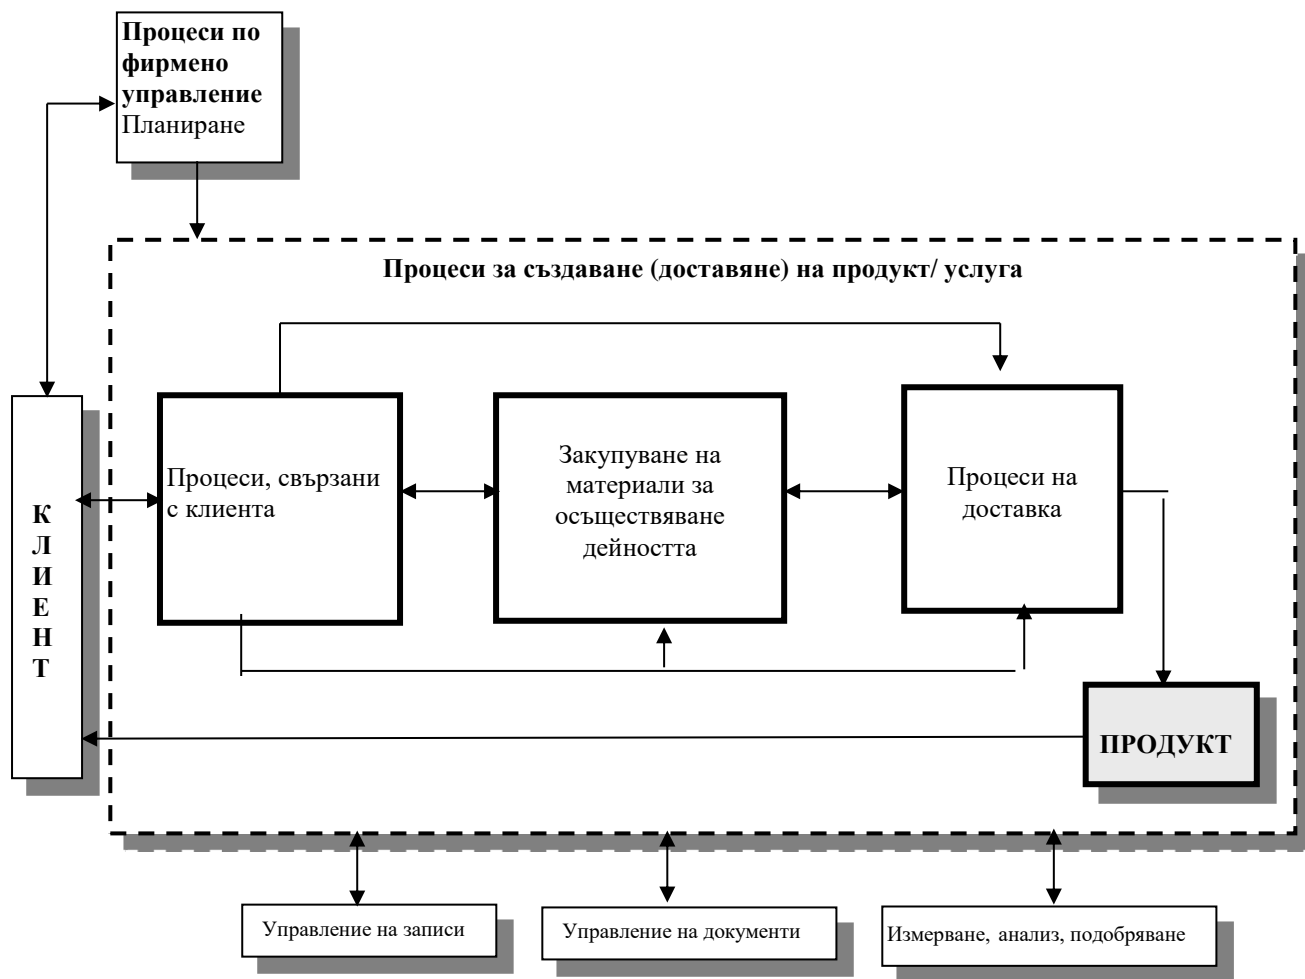 Процеси по
фирмено
управление
Планиране
Процеси за създаване (доставяне) на продукт/ услуга
Процеси, свързани
с клиента
Закупуване на
материали за
осъществяване
дейността
Процеси на
доставка
К
Л
И
Е
Н
Т
ПРОДУКТ
Управление на записи
Управление на документи
Измерване, анализ, подобряване